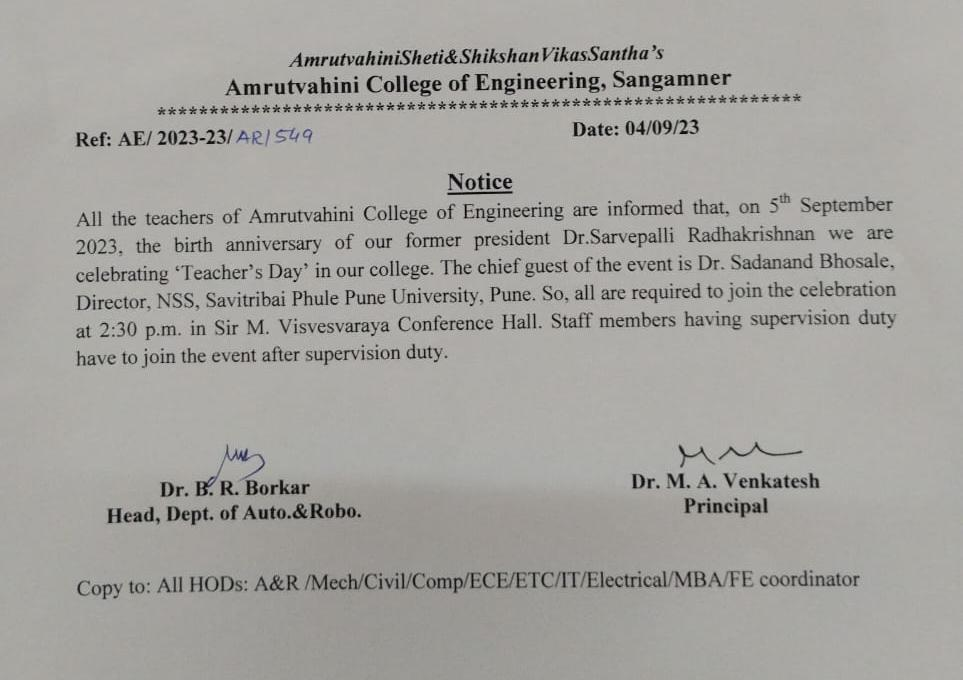 AmrutvahiniSheti&ShikshanVikasSantha's
Amrutvahini College of Engineering, Sangamner
**************************************************************
Ref: AE/ 2023-23/ AR/549 Date: 04/09/23
Notice
All the teachers of Amrutvahini College of Engineering are informed that, on 5th September
2023, the birth anniversary of our former president Dr.Sarvepalli Radhakrishnan we are
celebrating ‘Teacher’s Day’ in our college. The chief guest of the event is Dr. Sadanand Bhosale,
Director, NSS, Savitribai Phule Pune University, Pune. So, all are required to join the celebration
at 2:30 p.m. in Sir M. Visvesvaraya Conference Hall. Staff members having supervision duty
have to join the event after supervision duty.
Dr. B. R. Borkar Dr. M. A. Venkatesh
Head, Dept. of Auto.&Robo. Principal
Copy to: All HODs: A&R /Mech/Civil/Comp/ECE/ETC/IT/Electrical/MBA/FE coordinator